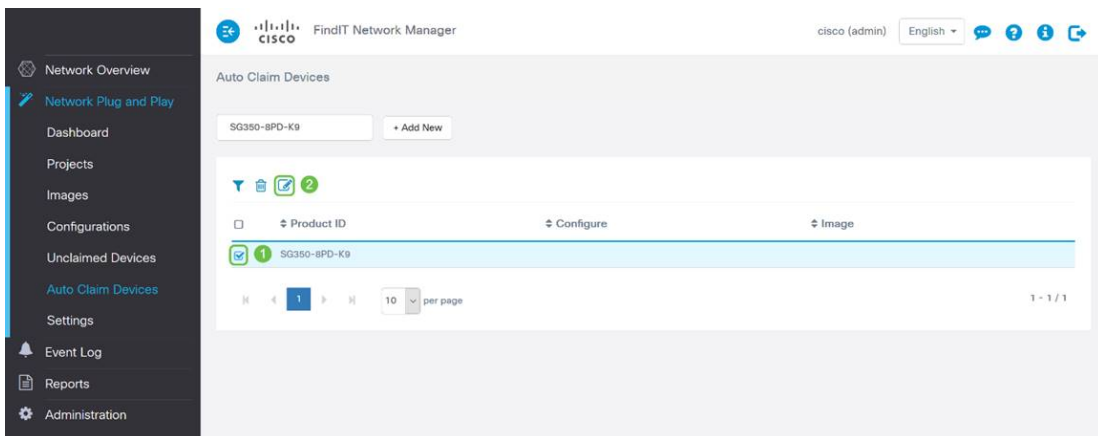 CISCO FindIT Network Manager cisco (admin) English
Network Overview
Network Plug and Play
Dashboard
Projects
Images
Configurations
Unclaimed Devices
Auto Claim Devices
Settings
Event Log
Reports
Administration
Auto Claim Devices
SG350-8PD-K9 + Add New
2
Product ID Configure Image
1 SG350-8PD-K9
1 10 per page 1 - 1 / 1